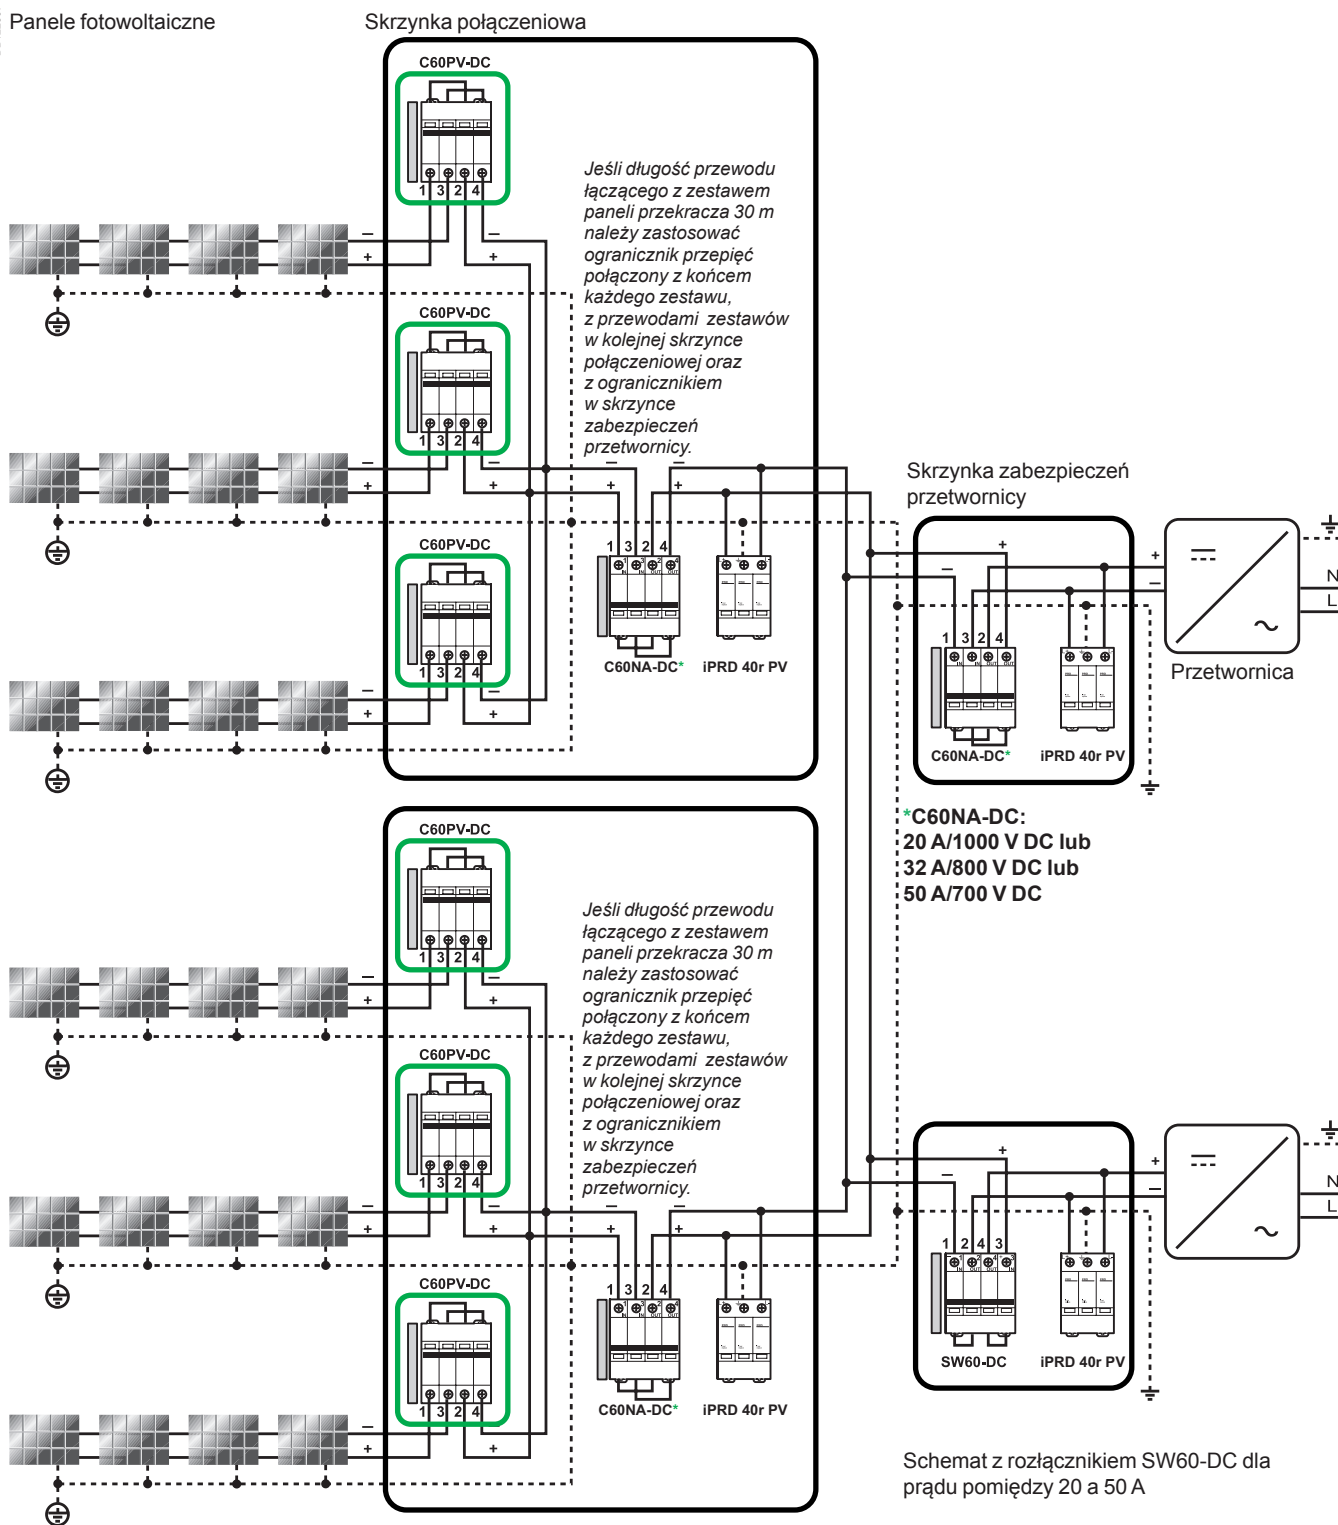 Panele fotowoltaiczne
Skrzynka połączeniowa
C60PV-DC
1 3 2 4
Jeśli długość przewodu
łączącego z zestawem
paneli przekracza 30 m
należy zastosować
ogranicznik przepięć
połączony z końcem
każdego zestawu,
z przewodami zestawów
w kolejnej skrzynce
połączeniowej oraz
z ogranicznikiem
w skrzynce
zabezpieczeń
przetwornicy.
– –
+ +
C60PV-DC
1 3 2 4
– – – –
+ + + +
C60PV-DC
1 3 2 4
1 3 2 4
C60NA-DC*
iPRD 40r PV
– –
+ +
Skrzynka zabezpieczeń
przetwornicy
+ +
– –
1 3 2 4
C60NA-DC*
iPRD 40r PV
N
L
Przetwornica
*C60NA-DC:
20 A/1000 V DC lub
32 A/800 V DC lub
50 A/700 V DC
C60PV-DC
1 3 2 4
Jeśli długość przewodu
łączącego z zestawem
paneli przekracza 30 m
należy zastosować
ogranicznik przepięć
połączony z końcem
każdego zestawu,
z przewodami zestawów
w kolejnej skrzynce
połączeniowej oraz
z ogranicznikiem
w skrzynce
zabezpieczeń
przetwornicy.
– –
+ +
C60PV-DC
1 3 2 4
– – – –
+ + + +
C60PV-DC
1 3 2 4
1 3 2 4
C60NA-DC*
iPRD 40r PV
– 
+ +
+ +
– –
1 2 4 3
SW60-DC
iPRD 40r PV
N
L
Schemat z rozłącznikiem SW60-DC dla
prądu pomiędzy 20 a 50 A